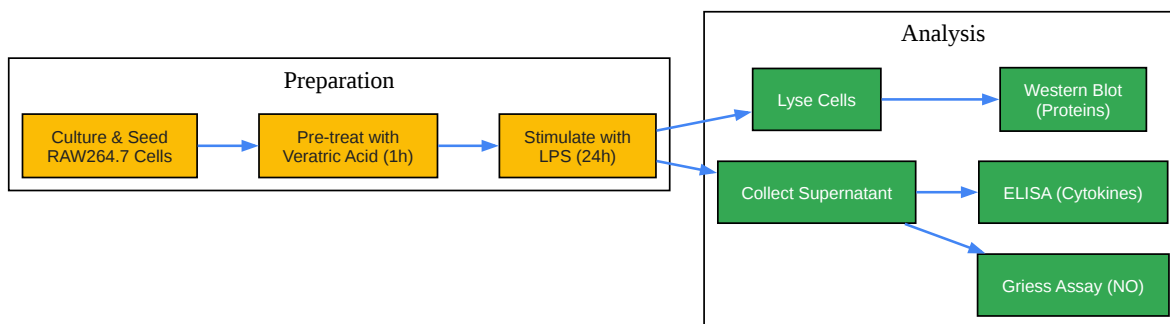 Preparation
Culture & Seed
RAW264.7 Cells
Pre-treat with
Veratric Acid (1h)
Stimulate with
LPS (24h)
Analysis
Lyse Cells
Western Blot
(Proteins)
Collect Supernatant
ELISA (Cytokines)
Griess Assay (NO)